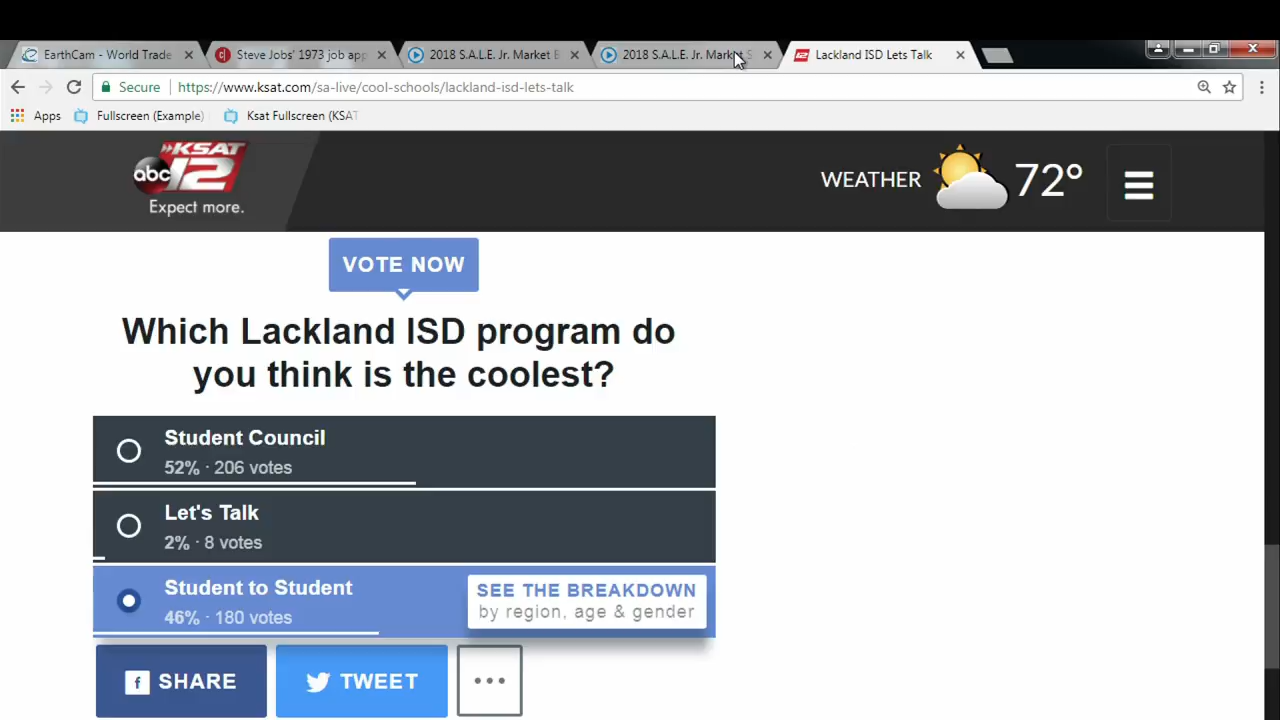 EarthCam - World Trade
Steve Jobs' 1973 job app
2018 S.A.L.E. Jr. Market B
2018 S.A.L.E. Jr. Market S
Lackland ISD Lets Talk
Secure
https://www.ksat.com/sa-live/cool-schools/lackland-isd-lets-talk
Apps
Fullscreen (Example)
Ksat Fullscreen (KSAT
KSAT
abc 12
Expect more.
WEATHER
72°
VOTE NOW
Which Lackland ISD program do
you think is the coolest?
Student Council
52% · 206 votes
Let's Talk
2% · 8 votes
Student to Student
46% · 180 votes
SEE THE BREAKDOWN
by region, age & gender
f SHARE
TWEET